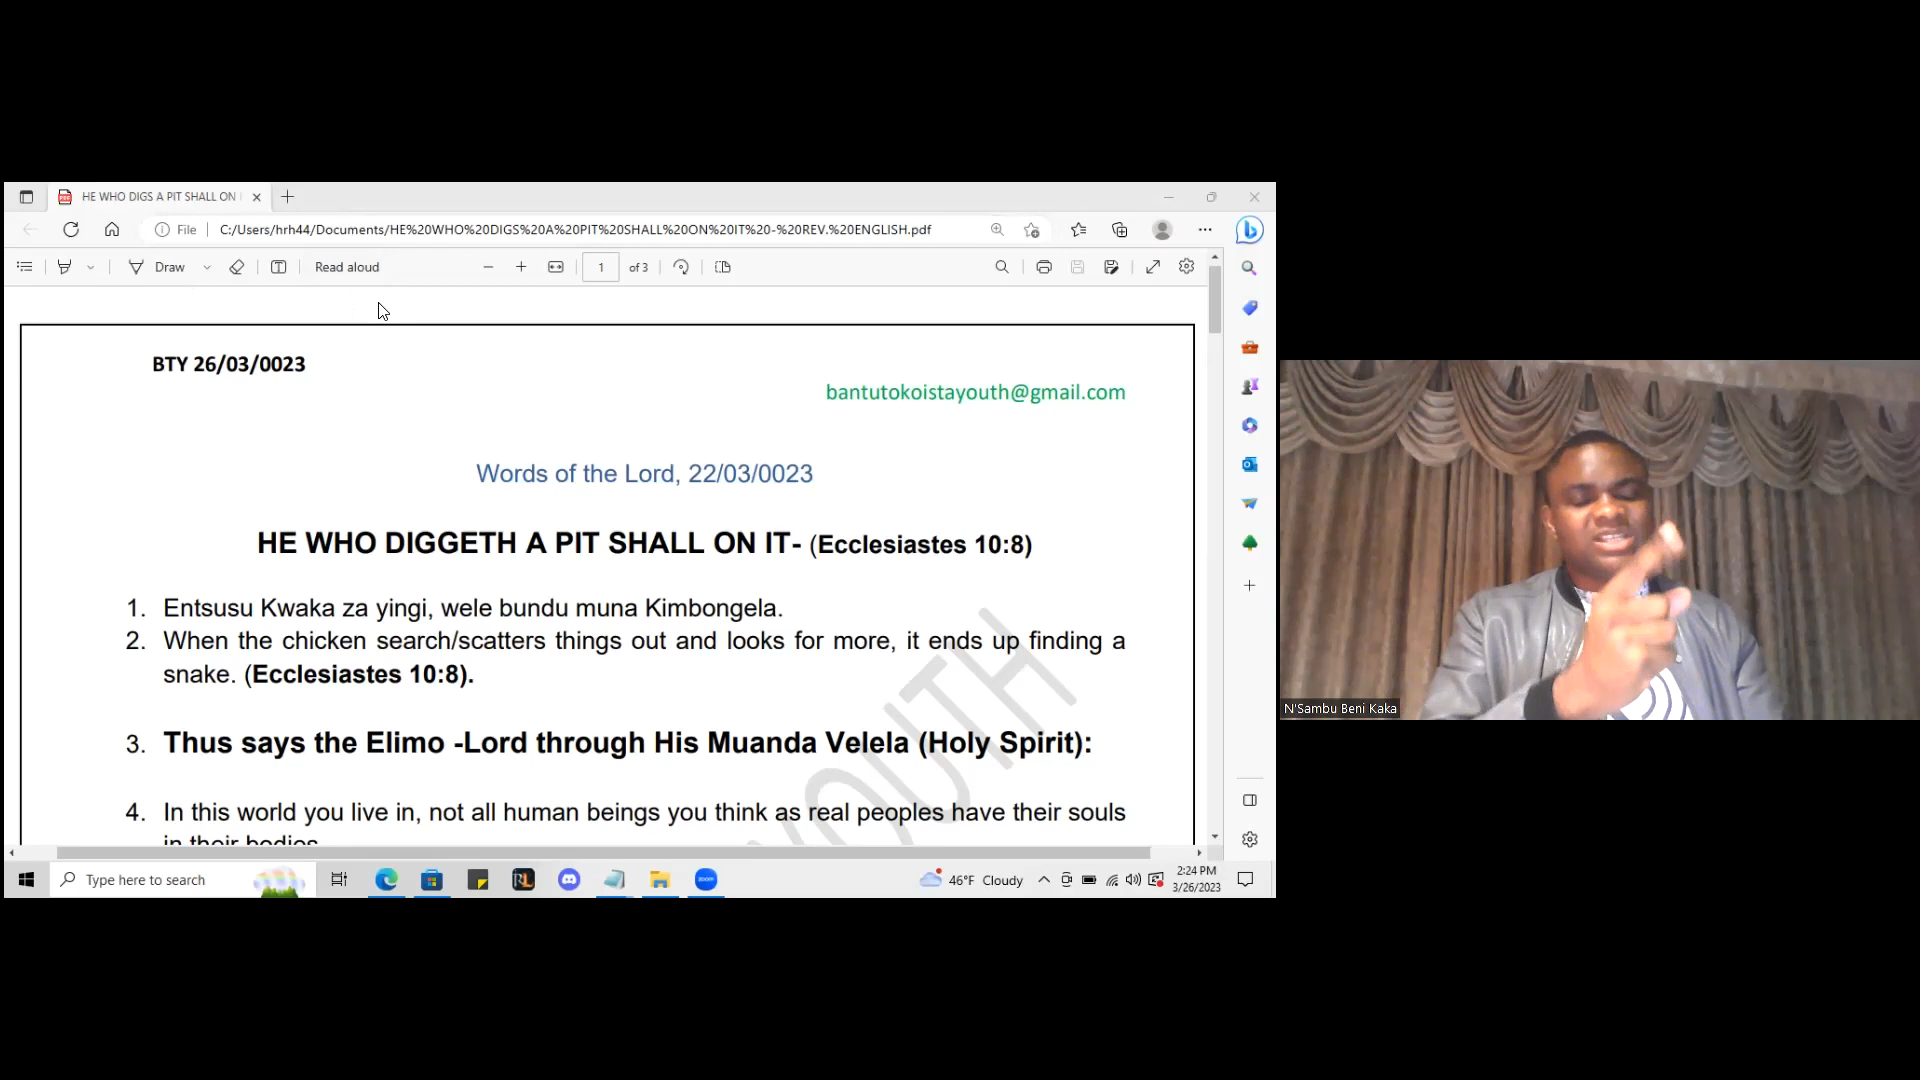 HE WHO DIGS A PIT SHALL ON
File C:/Users/hrh44/Documents/HE%20WHO%20DIGS%20A%20PIT%20SHALL%20ON%20IT%20-%20REV.%20ENGLISH.pdf
Draw Read aloud 1 of 3
BTY 26/03/0023
bantutokoistayouth@gmail.com
Words of the Lord, 22/03/0023
HE WHO DIGGETH A PIT SHALL ON IT- (Ecclesiastes 10:8)
1. Entsusu Kwaka za yingi, wele bundu muna Kimbongela.
2. When the chicken search/scatters things out and looks for more, it ends up finding a
snake. (Ecclesiastes 10:8).
3. Thus says the Elimo -Lord through His Muanda Velela (Holy Spirit):
4. In this world you live in, not all human beings you think as real peoples have their souls
in their bodies
YOUTH
N'Sambu Beni Kaka
Type here to search
zoom
46°F Cloudy
2:24 PM
3/26/2023